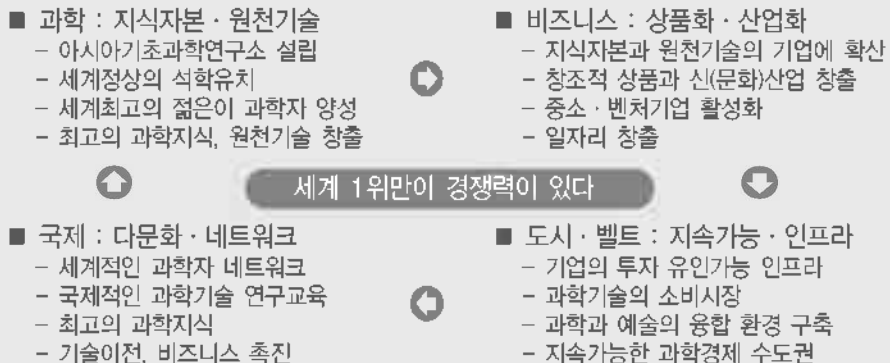 ■ 과학 : 지식자본 · 원천기술
– 아시아기초과학연구소 설립
– 세계정상의 석학유치
– 세계최고의 젊은이 과학자 양성
– 최고의 과학지식, 원천기술 창출
■ 비즈니스 : 상품화 · 산업화
– 지식자본과 원천기술의 기업에 확산
– 창조적 상품과 신(문화)산업 창출
– 중소 · 벤처기업 활성화
– 일자리 창출
세계 1위만이 경쟁력이 있다
■ 국제 : 다문화 · 네트워크
– 세계적인 과학자 네트워크
– 국제적인 과학기술 연구교육
– 최고의 과학지식
– 기술이전, 비즈니스 촉진
■ 도시 · 벨트 : 지속가능 · 인프라
– 기업의 투자 유인가능 인프라
– 과학기술의 소비시장
– 과학과 예술의 융합 환경 구축
– 지속가능한 과학경제 수도권